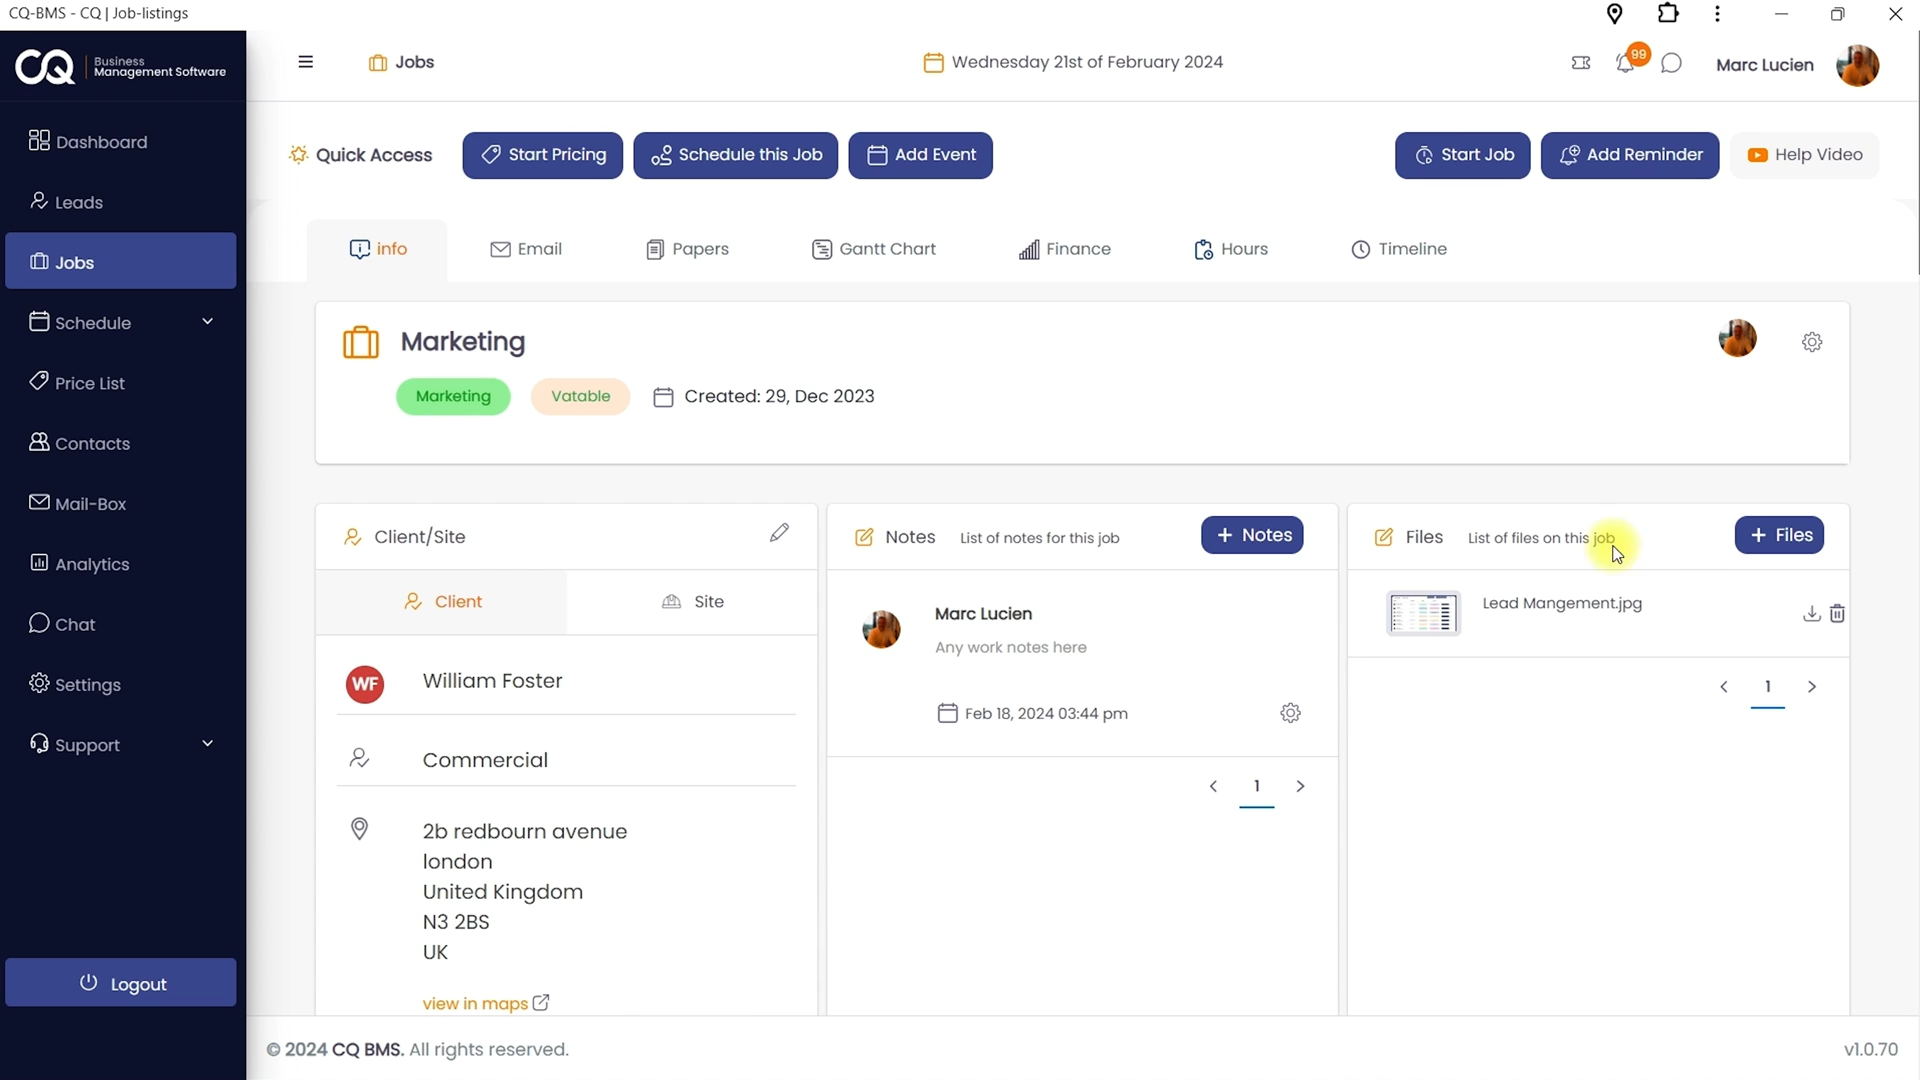 CQ-BMS - CQ | Job-listings
CQ Business
Management Software
Jobs
Wednesday 21st of February 2024
99
Marc Lucien
Dashboard
Leads
Jobs
Schedule
Price List
Contacts
Mail-Box
Analytics
Chat
Settings
Support
Logout
Quick Access
Start Pricing
Schedule this Job
Add Event
Start Job
Add Reminder
Help Video
info
Email
Papers
Gantt Chart
Finance
Hours
Timeline
Marketing
Marketing
Vatable
Created: 29, Dec 2023
Client/Site
Client
Site
WF
William Foster
Commercial
2b redbourn avenue
london
United Kingdom
N3 2BS
UK
view in maps
Notes
List of notes for this job
+ Notes
Marc Lucien
Any work notes here
Feb 18, 2024 03:44 pm
1
Files
List of files on this job
+ Files
Lead Mangement.jpg
1
© 2024 CQ BMS. All rights reserved.
v1.0.70